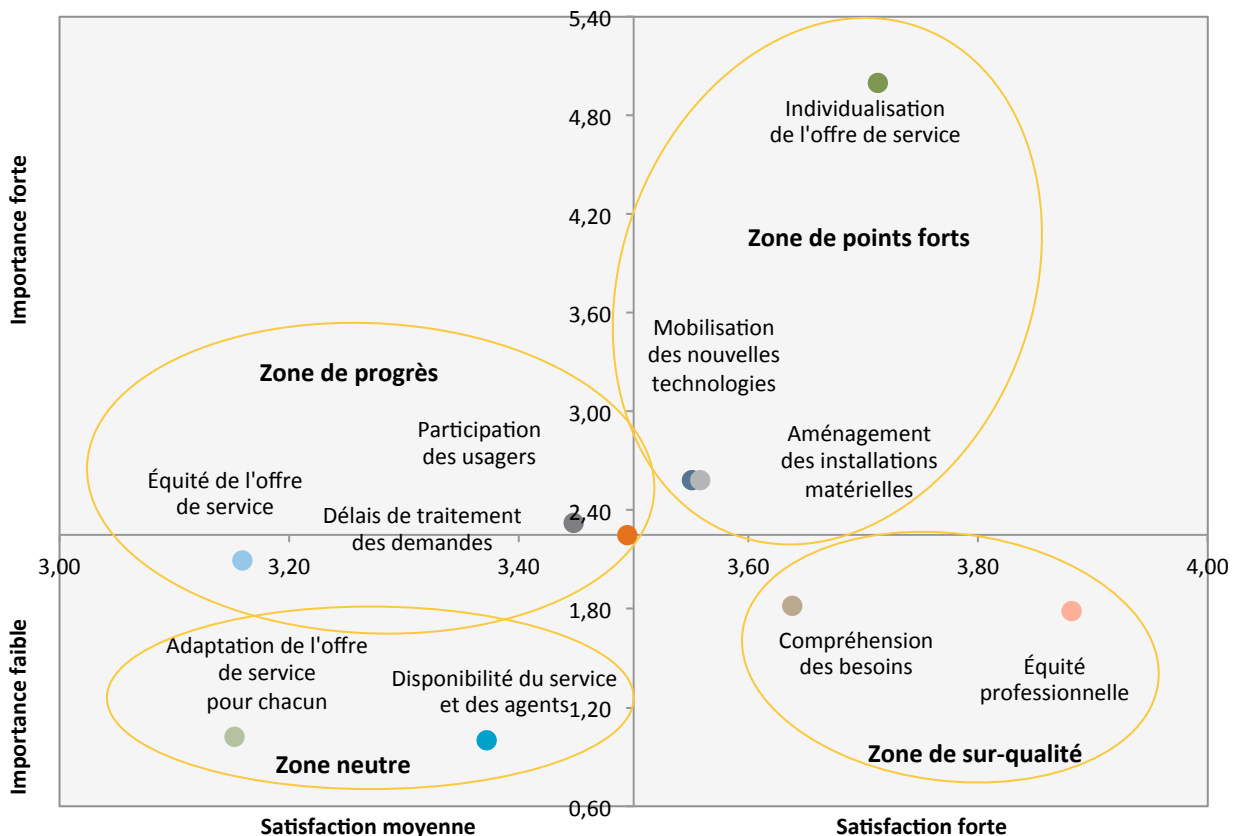 5,40
Individualisation
de l'offre de service
4,80
Importance forte
4,20
Zone de points forts
3,60
Mobilisation
des nouvelles
technologies
Zone de progrès
3,00
Participation
des usagers
Aménagement
des installations
matérielles
Équité de l'offre
de service
Délais de traitement
des demandes
2,40
3,00
3,20
3,40
3,60
3,80
4,00
1,80
Importance faible
Adaptation de l'offre
de service
pour chacun
Disponibilité du service
et des agents
1,20
Compréhension
des besoins
Équité
professionnelle
Zone neutre
Zone de sur-qualité
0,60
Satisfaction moyenne
Satisfaction forte